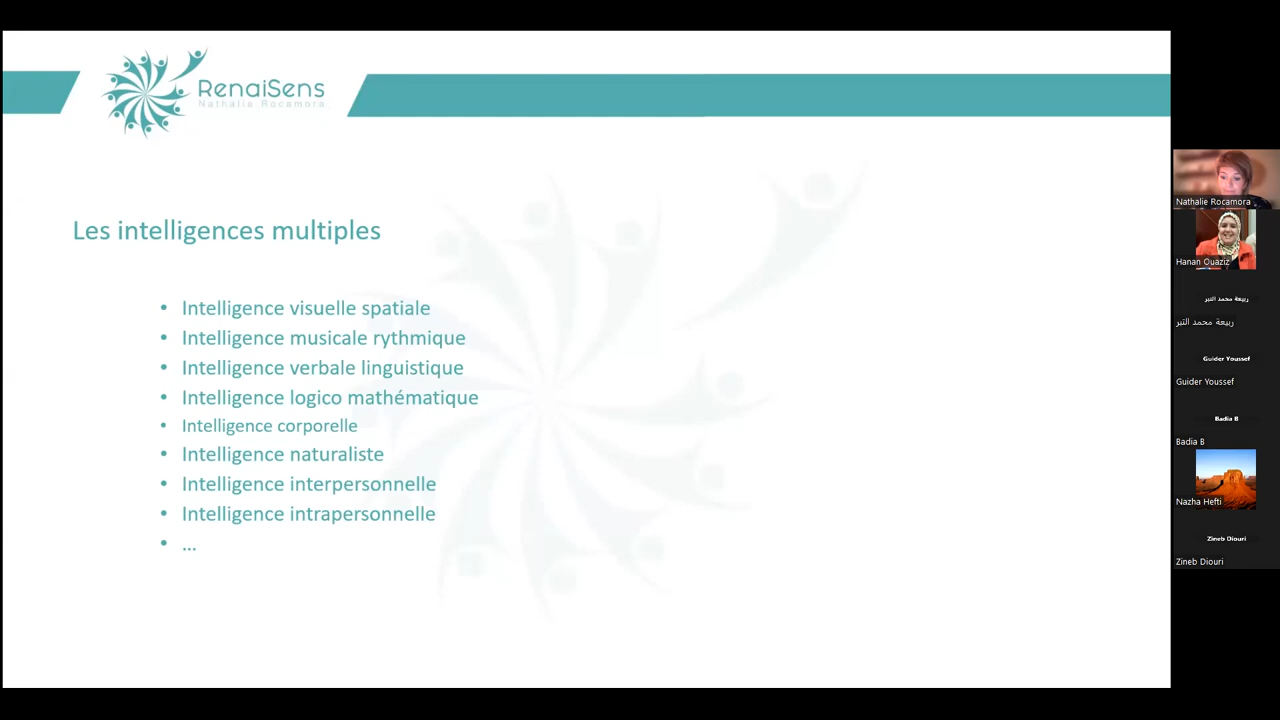 RenaiSens
Nathalie Rocamora
Les intelligences multiples
• Intelligence visuelle spatiale
• Intelligence musicale rythmique
• Intelligence verbale linguistique
• Intelligence logico mathématique
• Intelligence corporelle
• Intelligence naturaliste
• Intelligence interpersonnelle
• Intelligence intrapersonnelle
• ...
Nathalie Rocamora
Hanan Ouaziz
ربيعة محمد التبر
ربيعة محمد التبر
Guider Youssef
Guider Youssef
Badia B
Badia B
Nazha Hefti
Zineb Diouri
Zineb Diouri